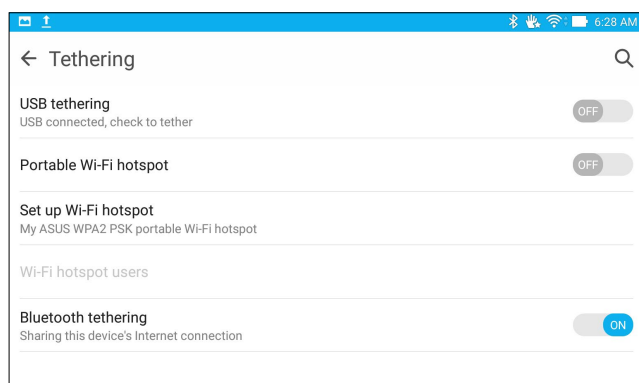 6:28 AM
Tethering
USB tethering
USB connected, check to tether
OFF
Portable Wi-Fi hotspot
OFF
Set up Wi-Fi hotspot
My ASUS WPA2 PSK portable Wi-Fi hotspot
Wi-Fi hotspot users
Bluetooth tethering
Sharing this device's Internet connection
ON